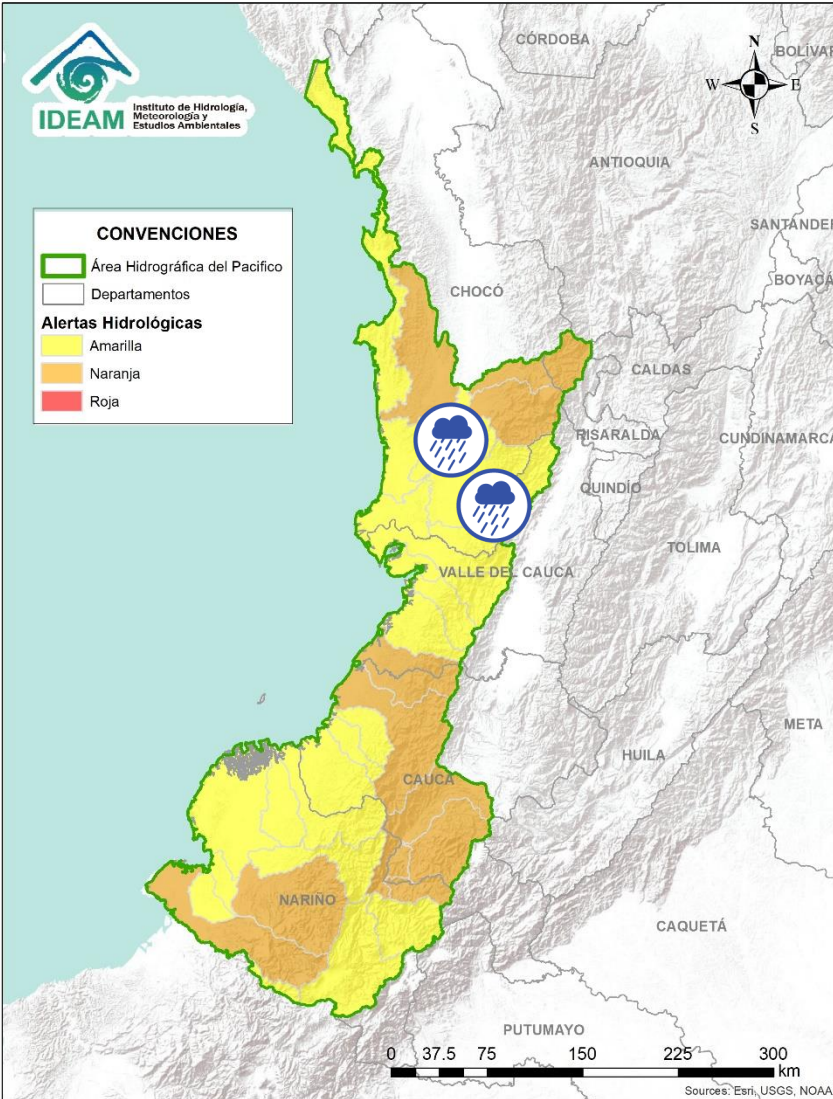 IDEAM
Instituto de Hidrología,
Meteorología y
Estudios Ambientales
N
W
E
S
CÓRDOBA
BOLÍVAR
ANTIOQUIA
SANTANDER
BOYACÁ
CHOCÓ
CALDAS
RISARALDA
CUNDINAMARCA
QUINDÍO
TOLIMA
VALLE DEL CAUCA
META
HUILA
CAUCA
NARIÑO
CAQUETÁ
PUTUMAYO
CONVENCIONES
Área Hidrográfica del Pacifico
Departamentos
Alertas Hidrológicas
Amarilla
Naranja
Roja
0 37.5 75 150 225 300
km
Sources: Esri, USGS, NOAA